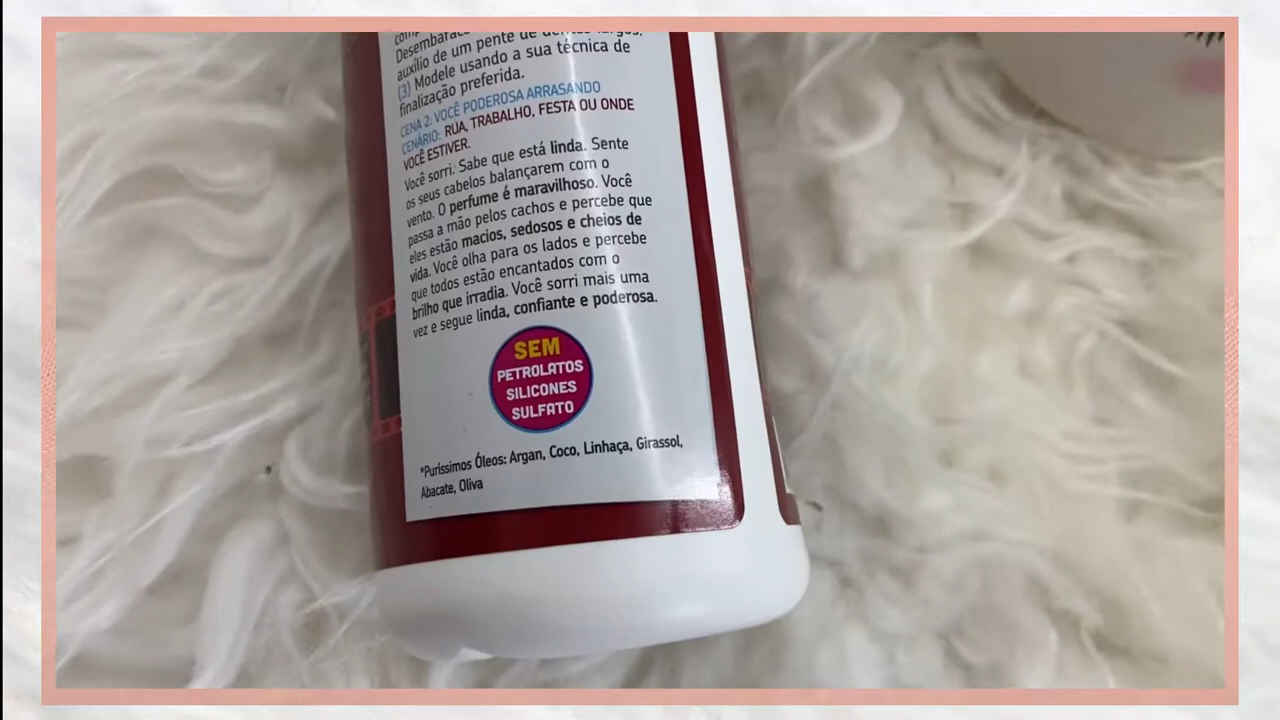 Desembarace
auxílio de um pente de dentes largos.
(3) Modele usando a sua técnica de
finalização preferida.
CENA 2: VOCÊ PODEROSA ARRASANDO
CENÁRIO: RUA, TRABALHO, FESTA OU ONDE
VOCÊ ESTIVER.
Você sorri. Sabe que está linda. Sente
os seus cabelos balançarem com o
vento. O perfume é maravilhoso. Você
passa a mão pelos cachos e percebe que
eles estão macios, sedosos e cheios de
vida. Você olha para os lados e percebe
que todos estão encantados com o
brilho que irradia. Você sorri mais uma
vez e segue linda, confiante e poderosa.
SEM
PETROLATOS
SILICONES
SULFATO
*Puríssimos Óleos: Argan, Coco, Linhaça, Girassol,
Abacate, Oliva